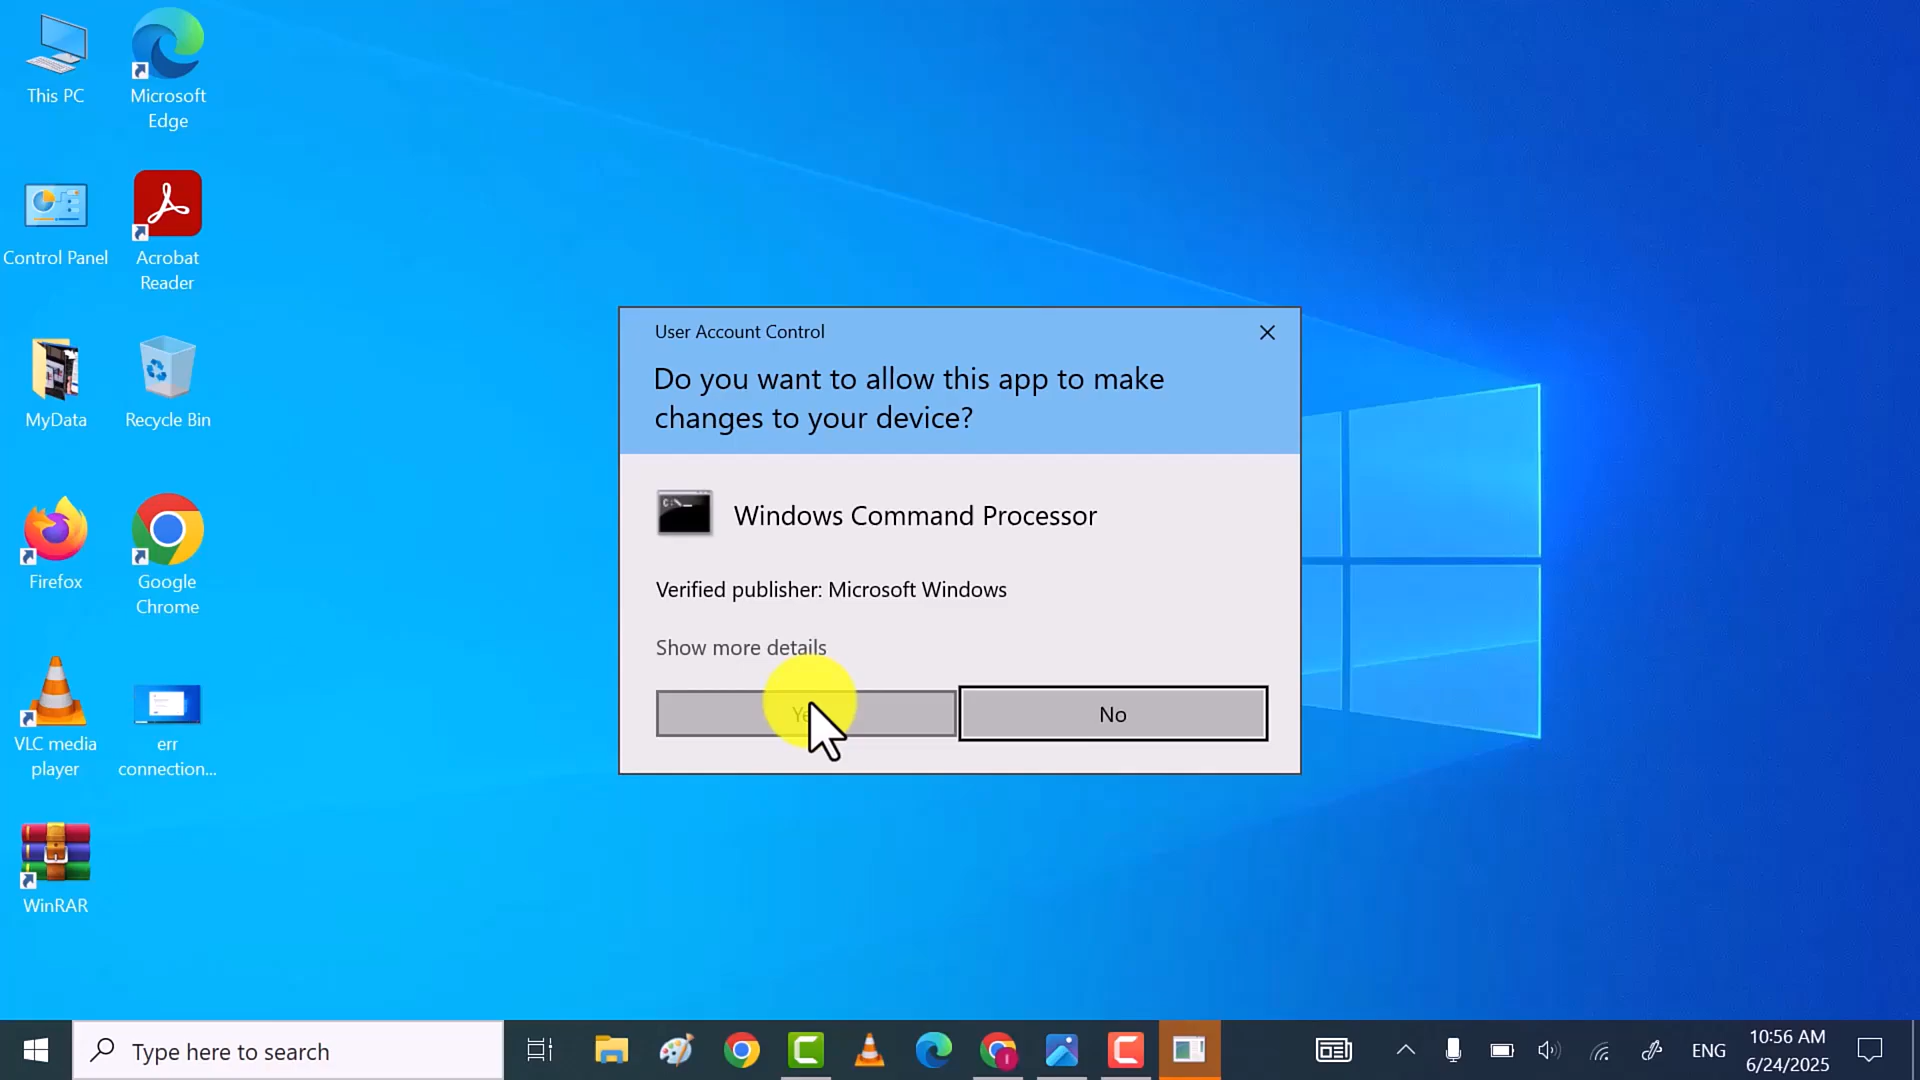 This PC
Microsoft
Edge
Control Panel
Acrobat
Reader
MyData
Recycle Bin
Firefox
Google
Chrome
VLC media
player
err
connection...
WinRAR
User Account Control
Do you want to allow this app to make
changes to your device?
C:\_
Windows Command Processor
Verified publisher: Microsoft Windows
Show more details
No
Type here to search
ENG
10:56 AM
6/24/2025